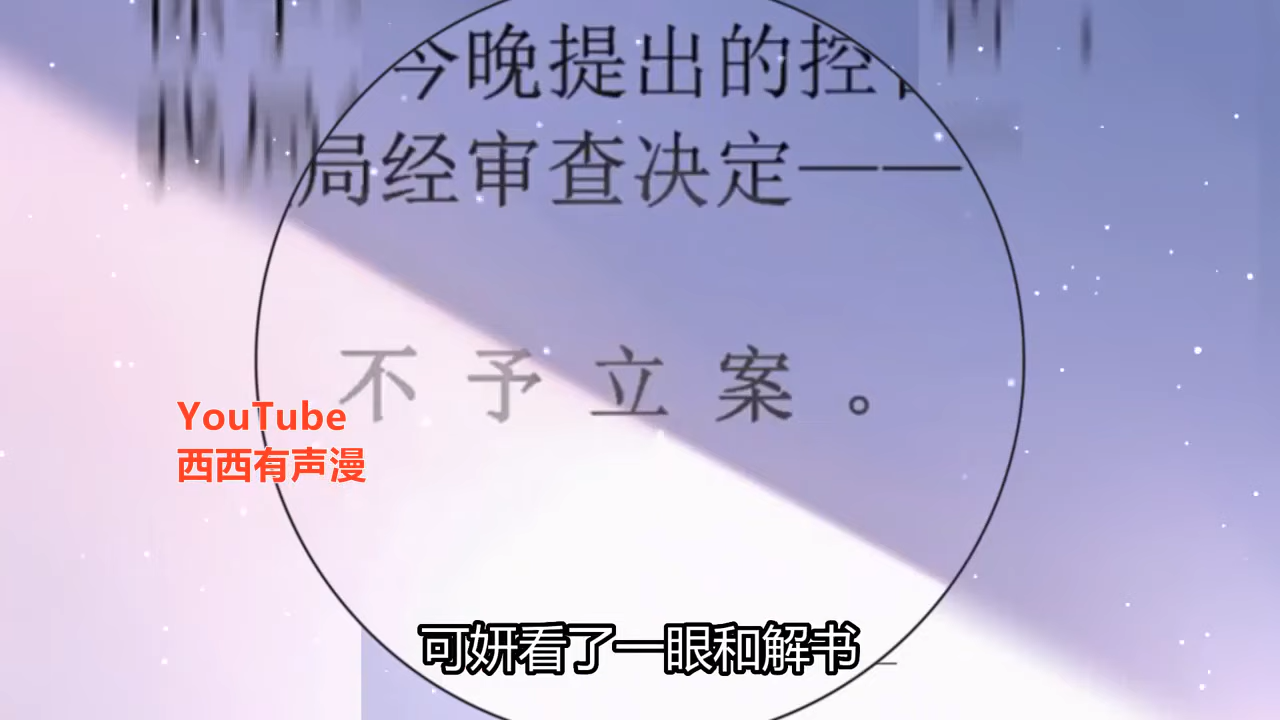 今晚提出的控
局经审查决定——
不予立案。
YouTube
西西有声漫
可妍看了一眼和解书